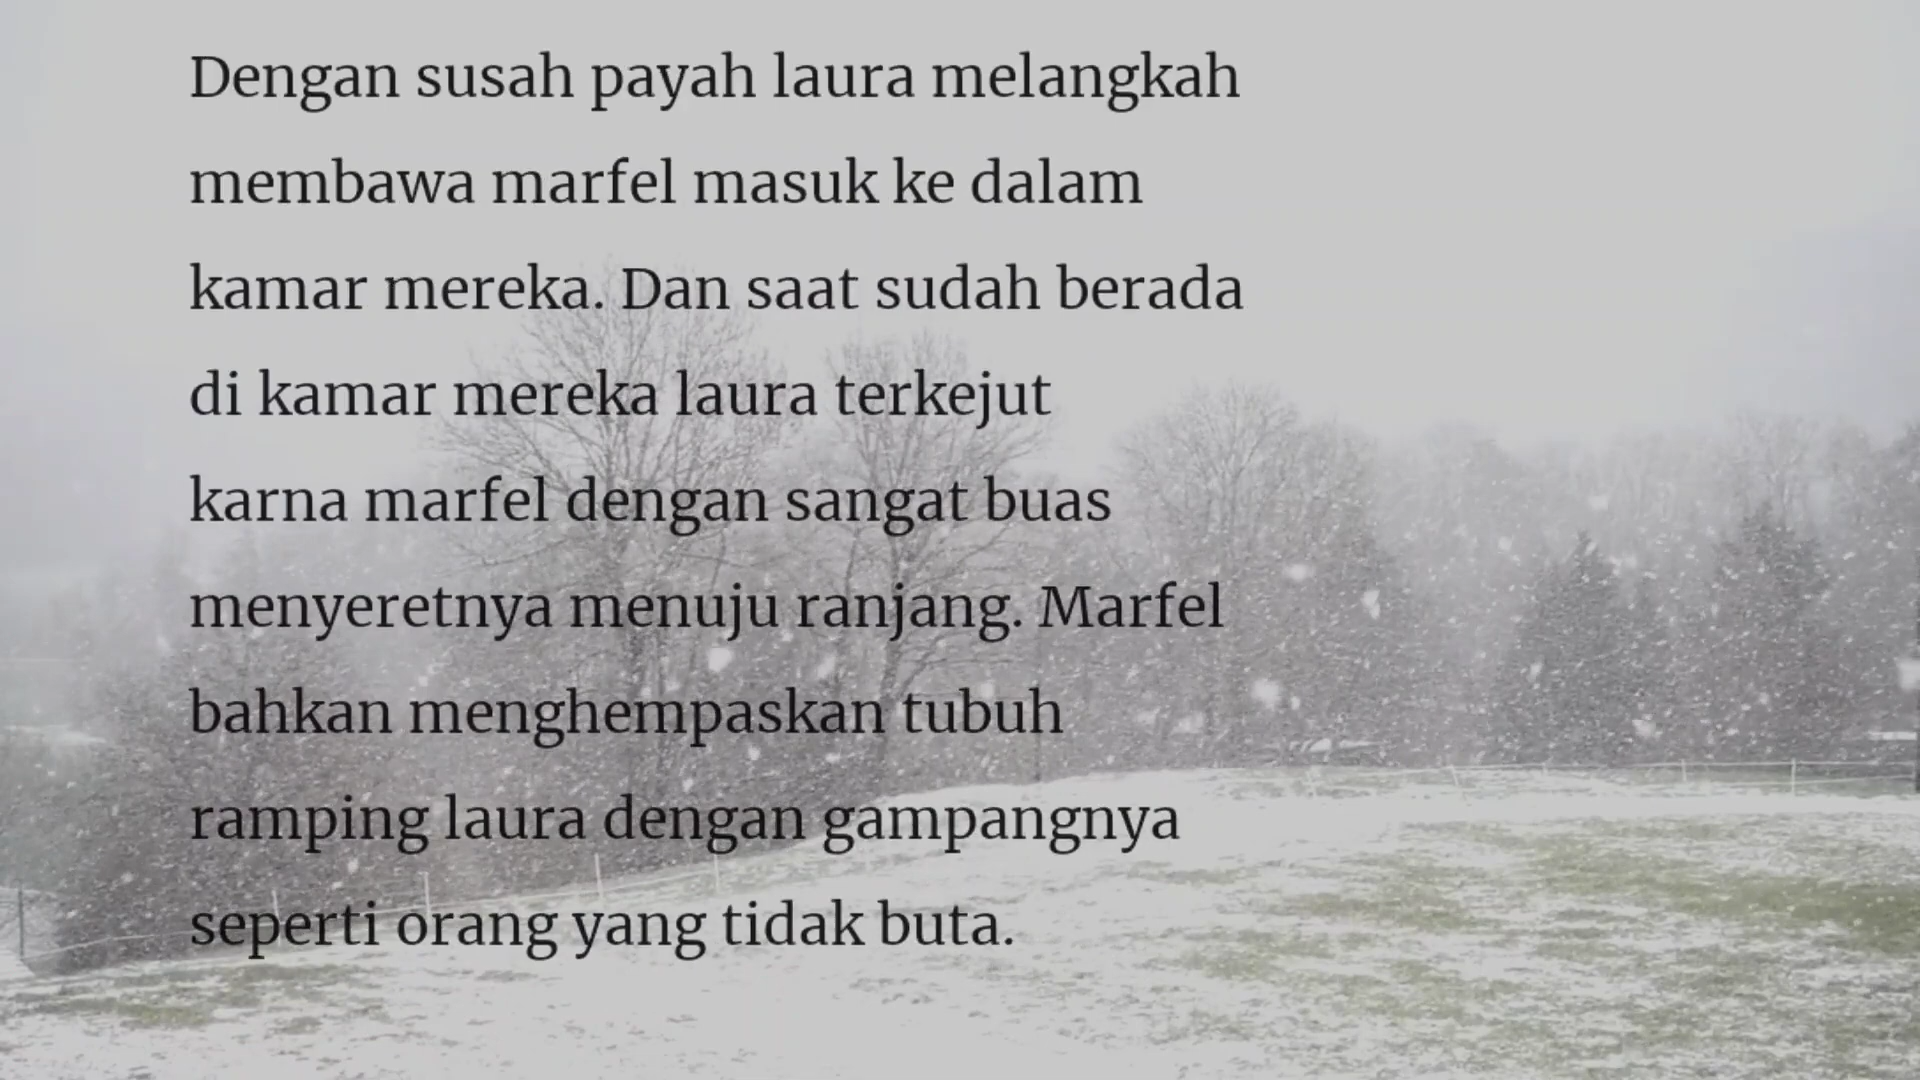 Dengan susah payah laura melangkah
membawa marfel masuk ke dalam
kamar mereka. Dan saat sudah berada
di kamar mereka laura terkejut
karna marfel dengan sangat buas
menyeretnya menuju ranjang. Marfel
bahkan menghempaskan tubuh
ramping laura dengan gampangnya
seperti orang yang tidak buta.